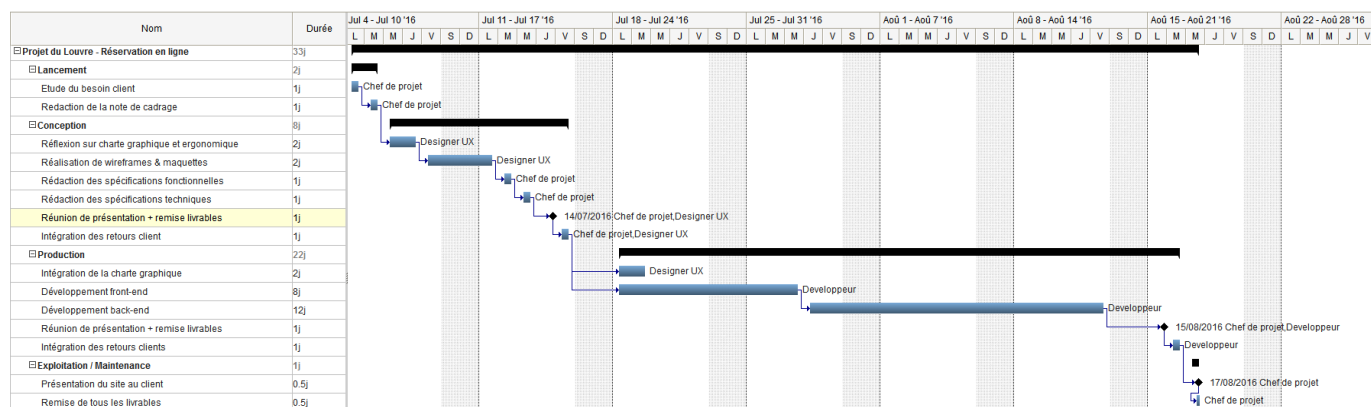 Nom Durée Jul 4 - Jul 10 '16 Jul 11 - Jul 17 '16 Jul 18 - Jul 24 '16 Jul 25 - Jul 31 '16 Aoû 1 - Aoû 7 '16 Aoû 8 - Aoû 14 '16 Aoû 15 - Aoû 21 '16 Aoû 22 - Aoû 28 '16
L M M J V S D L M M J V S D L M M J V S D L M M J V S D L M M J V S D L M M J V S D L M M J V S D L M M J V
Projet du Louvre - Réservation en ligne 33j
Lancement 2j
Etude du besoin client 1j Chef de projet
Redaction de la note de cadrage 1j Chef de projet
Conception 8j
Réflexion sur charte graphique et ergonomique 2j Designer UX
Réalisation de wireframes & maquettes 2j Designer UX
Rédaction des spécifications fonctionnelles 1j Chef de projet
Rédaction des spécifications techniques 1j Chef de projet
Réunion de présentation + remise livrables 1j 14/07/2016 Chef de projet,Designer UX
Intégration des retours client 1j Chef de projet,Designer UX
Production 22j
Intégration de la charte graphique 2j Designer UX
Développement front-end 8j Developpeur
Développement back-end 12j Developpeur
Réunion de présentation + remise livrables 1j 15/08/2016 Chef de projet,Developpeur
Intégration des retours clients 1j Developpeur
Exploitation / Maintenance 1j
Présentation du site au client 0.5j 17/08/2016 Chef de projet
Remise de tous les livrables 0.5j Chef de projet